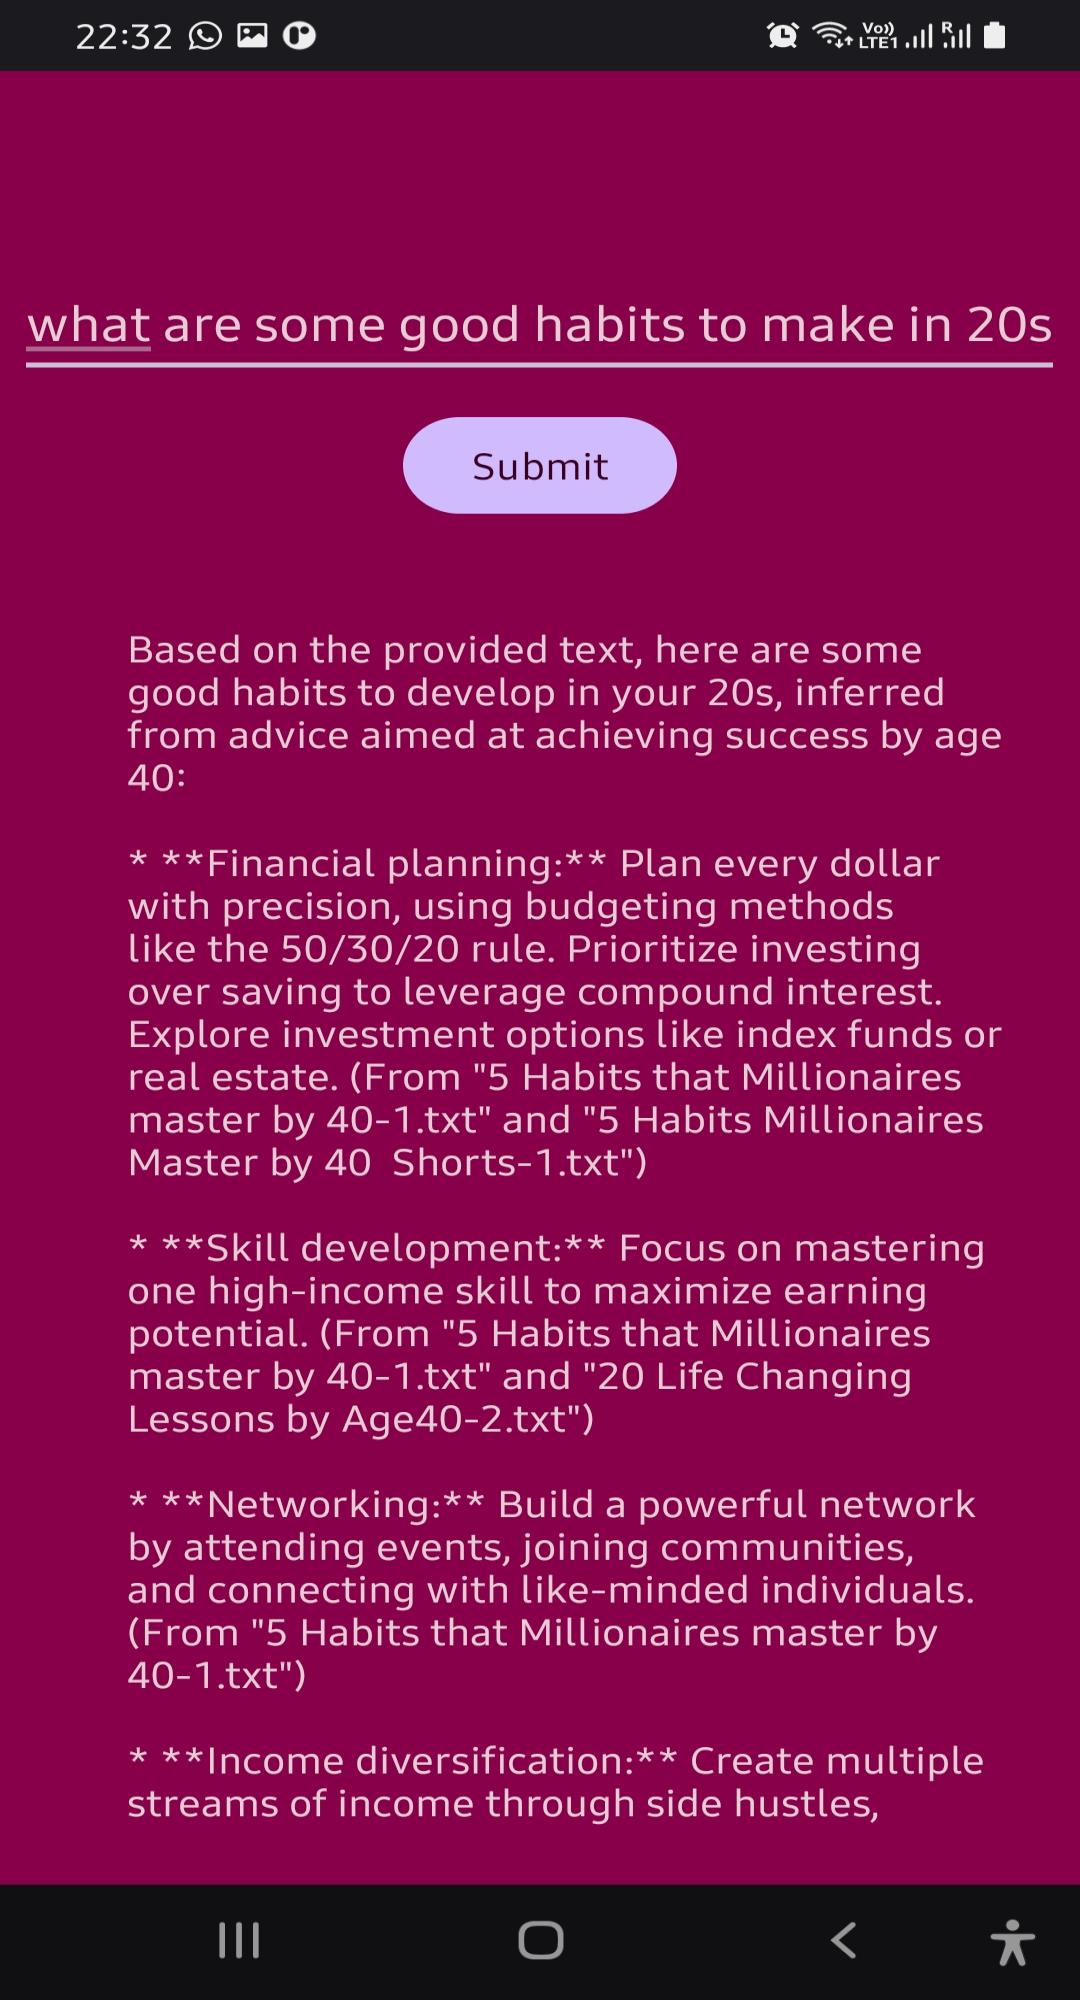 22:32
Vo))
LTE1
R
what are some good habits to make in 20s
Submit
Based on the provided text, here are some
good habits to develop in your 20s, inferred
from advice aimed at achieving success by age
40:
* **Financial planning:** Plan every dollar
with precision, using budgeting methods
like the 50/30/20 rule. Prioritize investing
over saving to leverage compound interest.
Explore investment options like index funds or
real estate. (From "5 Habits that Millionaires
master by 40-1.txt" and "5 Habits Millionaires
Master by 40  Shorts-1.txt")
* **Skill development:** Focus on mastering
one high-income skill to maximize earning
potential. (From "5 Habits that Millionaires
master by 40-1.txt" and "20 Life Changing
Lessons by Age40-2.txt")
* **Networking:** Build a powerful network
by attending events, joining communities,
and connecting with like-minded individuals.
(From "5 Habits that Millionaires master by
40-1.txt")
* **Income diversification:** Create multiple
streams of income through side hustles,